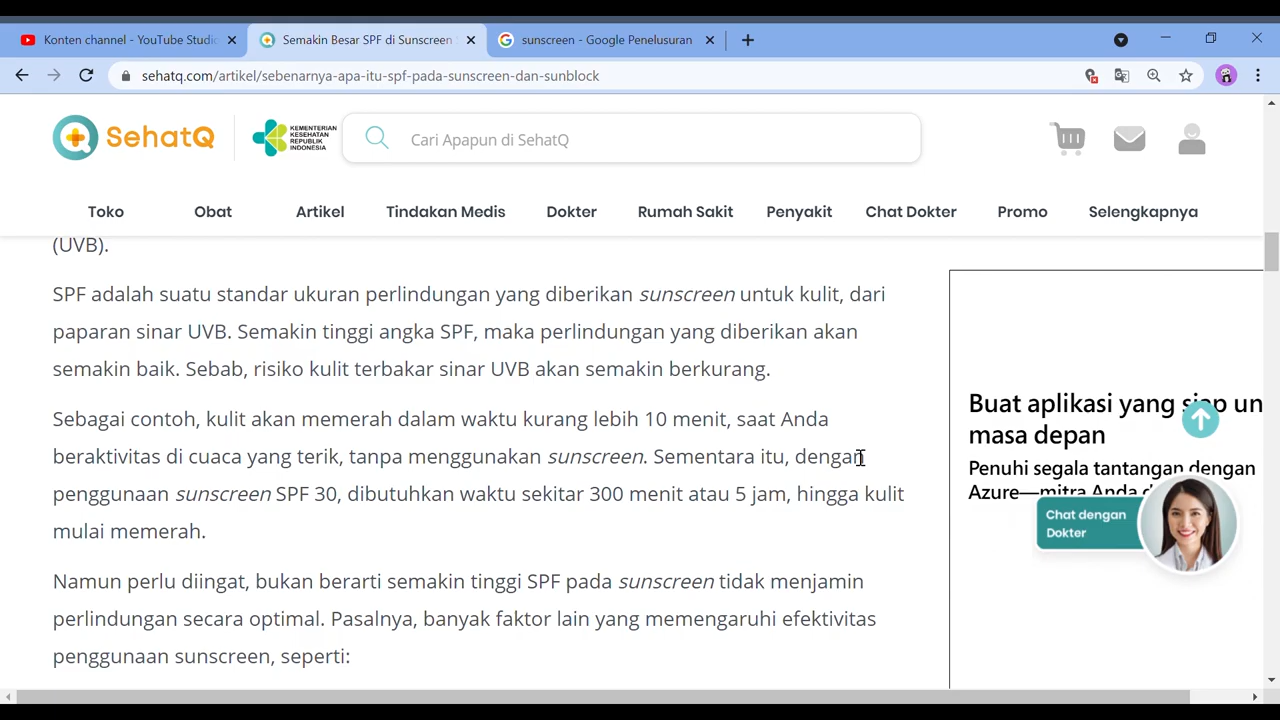 Konten channel - YouTube Studio
Semakin Besar SPF di Sunscreen
sunscreen - Google Penelusuran
sehatq.com/artikel/sebenarnya-apa-itu-spf-pada-sunscreen-dan-sunblock
SehatQ
KEMENTERIAN
KESEHATAN
REPUBLIK
INDONESIA
Cari Apapun di SehatQ
Toko
Obat
Artikel
Tindakan Medis
Dokter
Rumah Sakit
Penyakit
Chat Dokter
Promo
Selengkapnya
(UVB).
SPF adalah suatu standar ukuran perlindungan yang diberikan sunscreen untuk kulit, dari
paparan sinar UVB. Semakin tinggi angka SPF, maka perlindungan yang diberikan akan
semakin baik. Sebab, risiko kulit terbakar sinar UVB akan semakin berkurang.
Sebagai contoh, kulit akan memerah dalam waktu kurang lebih 10 menit, saat Anda
beraktivitas di cuaca yang terik, tanpa menggunakan sunscreen. Sementara itu, dengan
penggunaan sunscreen SPF 30, dibutuhkan waktu sekitar 300 menit atau 5 jam, hingga kulit
mulai memerah.
Namun perlu diingat, bukan berarti semakin tinggi SPF pada sunscreen tidak menjamin
perlindungan secara optimal. Pasalnya, banyak faktor lain yang memengaruhi efektivitas
penggunaan sunscreen, seperti:
Buat aplikasi yang siap un
masa depan
Penuhi segala tantangan dengan
Azure—mitra Anda
Chat dengan
Dokter